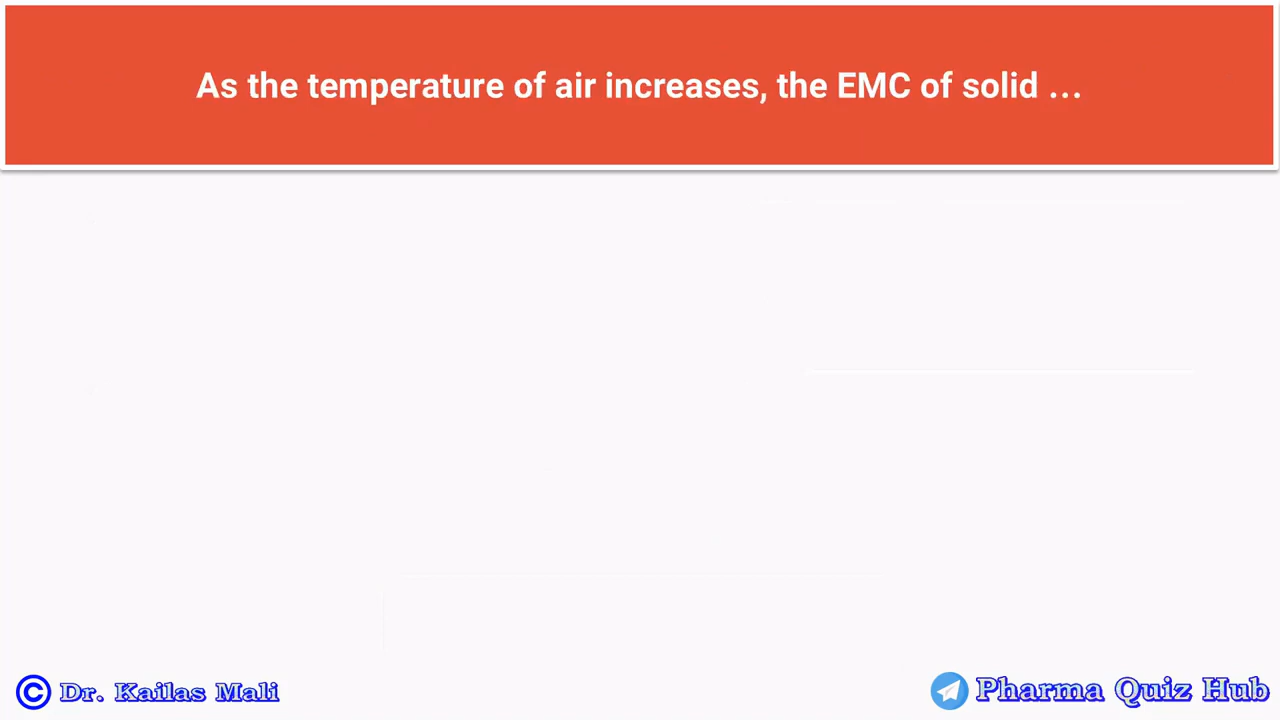 As the temperature of air increases, the EMC of solid ...
© Dr. Kailas Mali
Pharma Quiz Hub